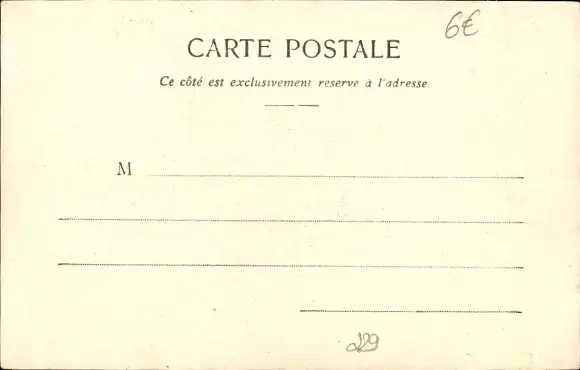 6€
CARTE POSTALE
Ce côté est exclusivement reserve à l'adresse
M
229